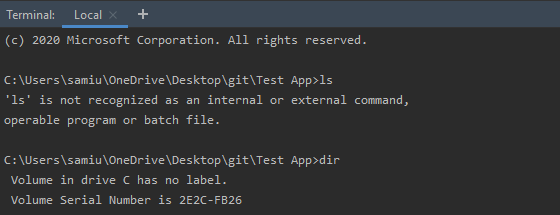 Terminal: Local × +
(c) 2020 Microsoft Corporation. All rights reserved.
C:\Users\samiu\OneDrive\Desktop\git\Test App>ls
'ls' is not recognized as an internal or external command,
operable program or batch file.
C:\Users\samiu\OneDrive\Desktop\git\Test App>dir
 Volume in drive C has no label.
 Volume Serial Number is 2E2C-FB26